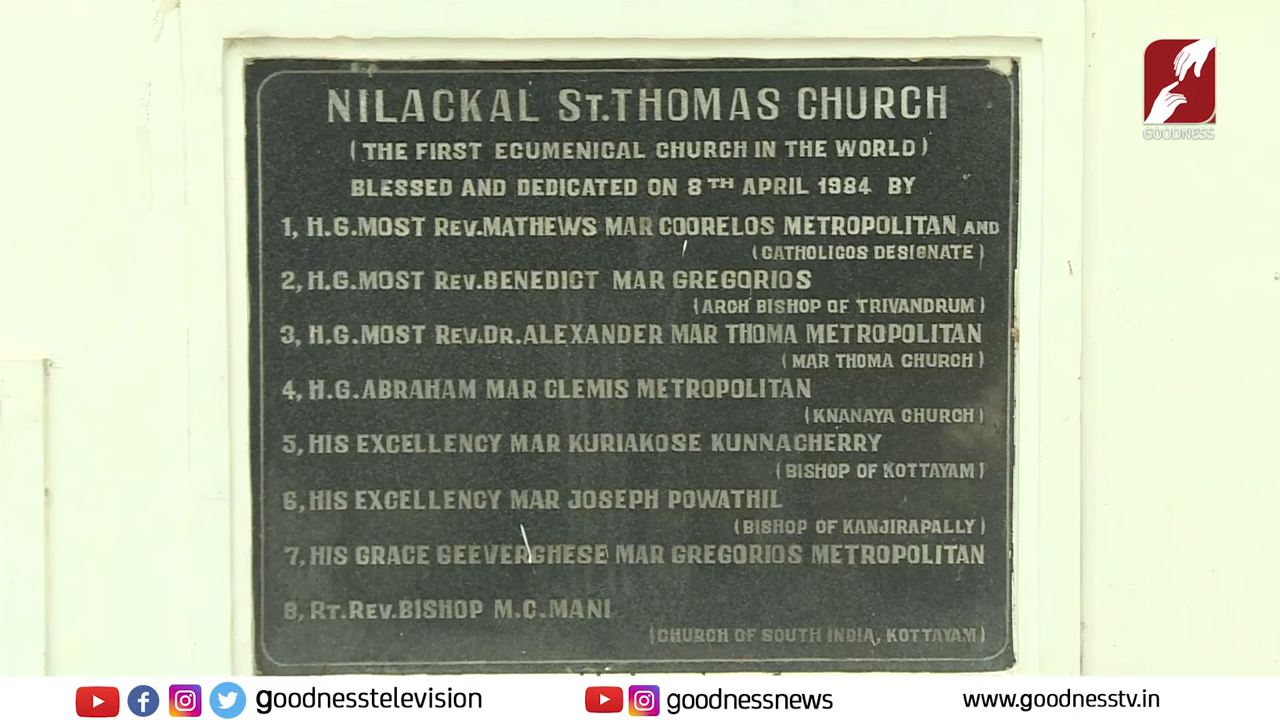 GOODNESS
NILACKAL ST.THOMAS CHURCH
(THE FIRST ECUMENICAL CHURCH IN THE WORLD)
BLESSED AND DEDICATED ON 8TH APRIL 1984 BY
1, H.G.MOST REV.MATHEWS MAR COORELOS METROPOLITAN AND
(CATHOLICOS DESIGNATE)
2, H.G.MOST REV.BENEDICT MAR GREGORIOS
(ARCH BISHOP OF TRIVANDRUM)
3, H.G.MOST REV.DR.ALEXANDER MAR THOMA METROPOLITAN
(MAR THOMA CHURCH)
4, H.G.ABRAHAM MAR CLEMIS METROPOLITAN
(KNANAYA CHURCH)
5, HIS EXCELLENCY MAR KURIAKOSE KUNNACHERRY
(BISHOP OF KOTTAYAM)
6, HIS EXCELLENCY MAR JOSEPH POWATHIL
(BISHOP OF KANJIRAPALLY)
7, HIS GRACE GEEVERGHESE MAR GREGORIOS METROPOLITAN
8, RT.REV.BISHOP M.C.MANI
(CHURCH OF SOUTH INDIA, KOTTAYAM)
goodnesstelevision goodnessnews www.goodnesstv.in